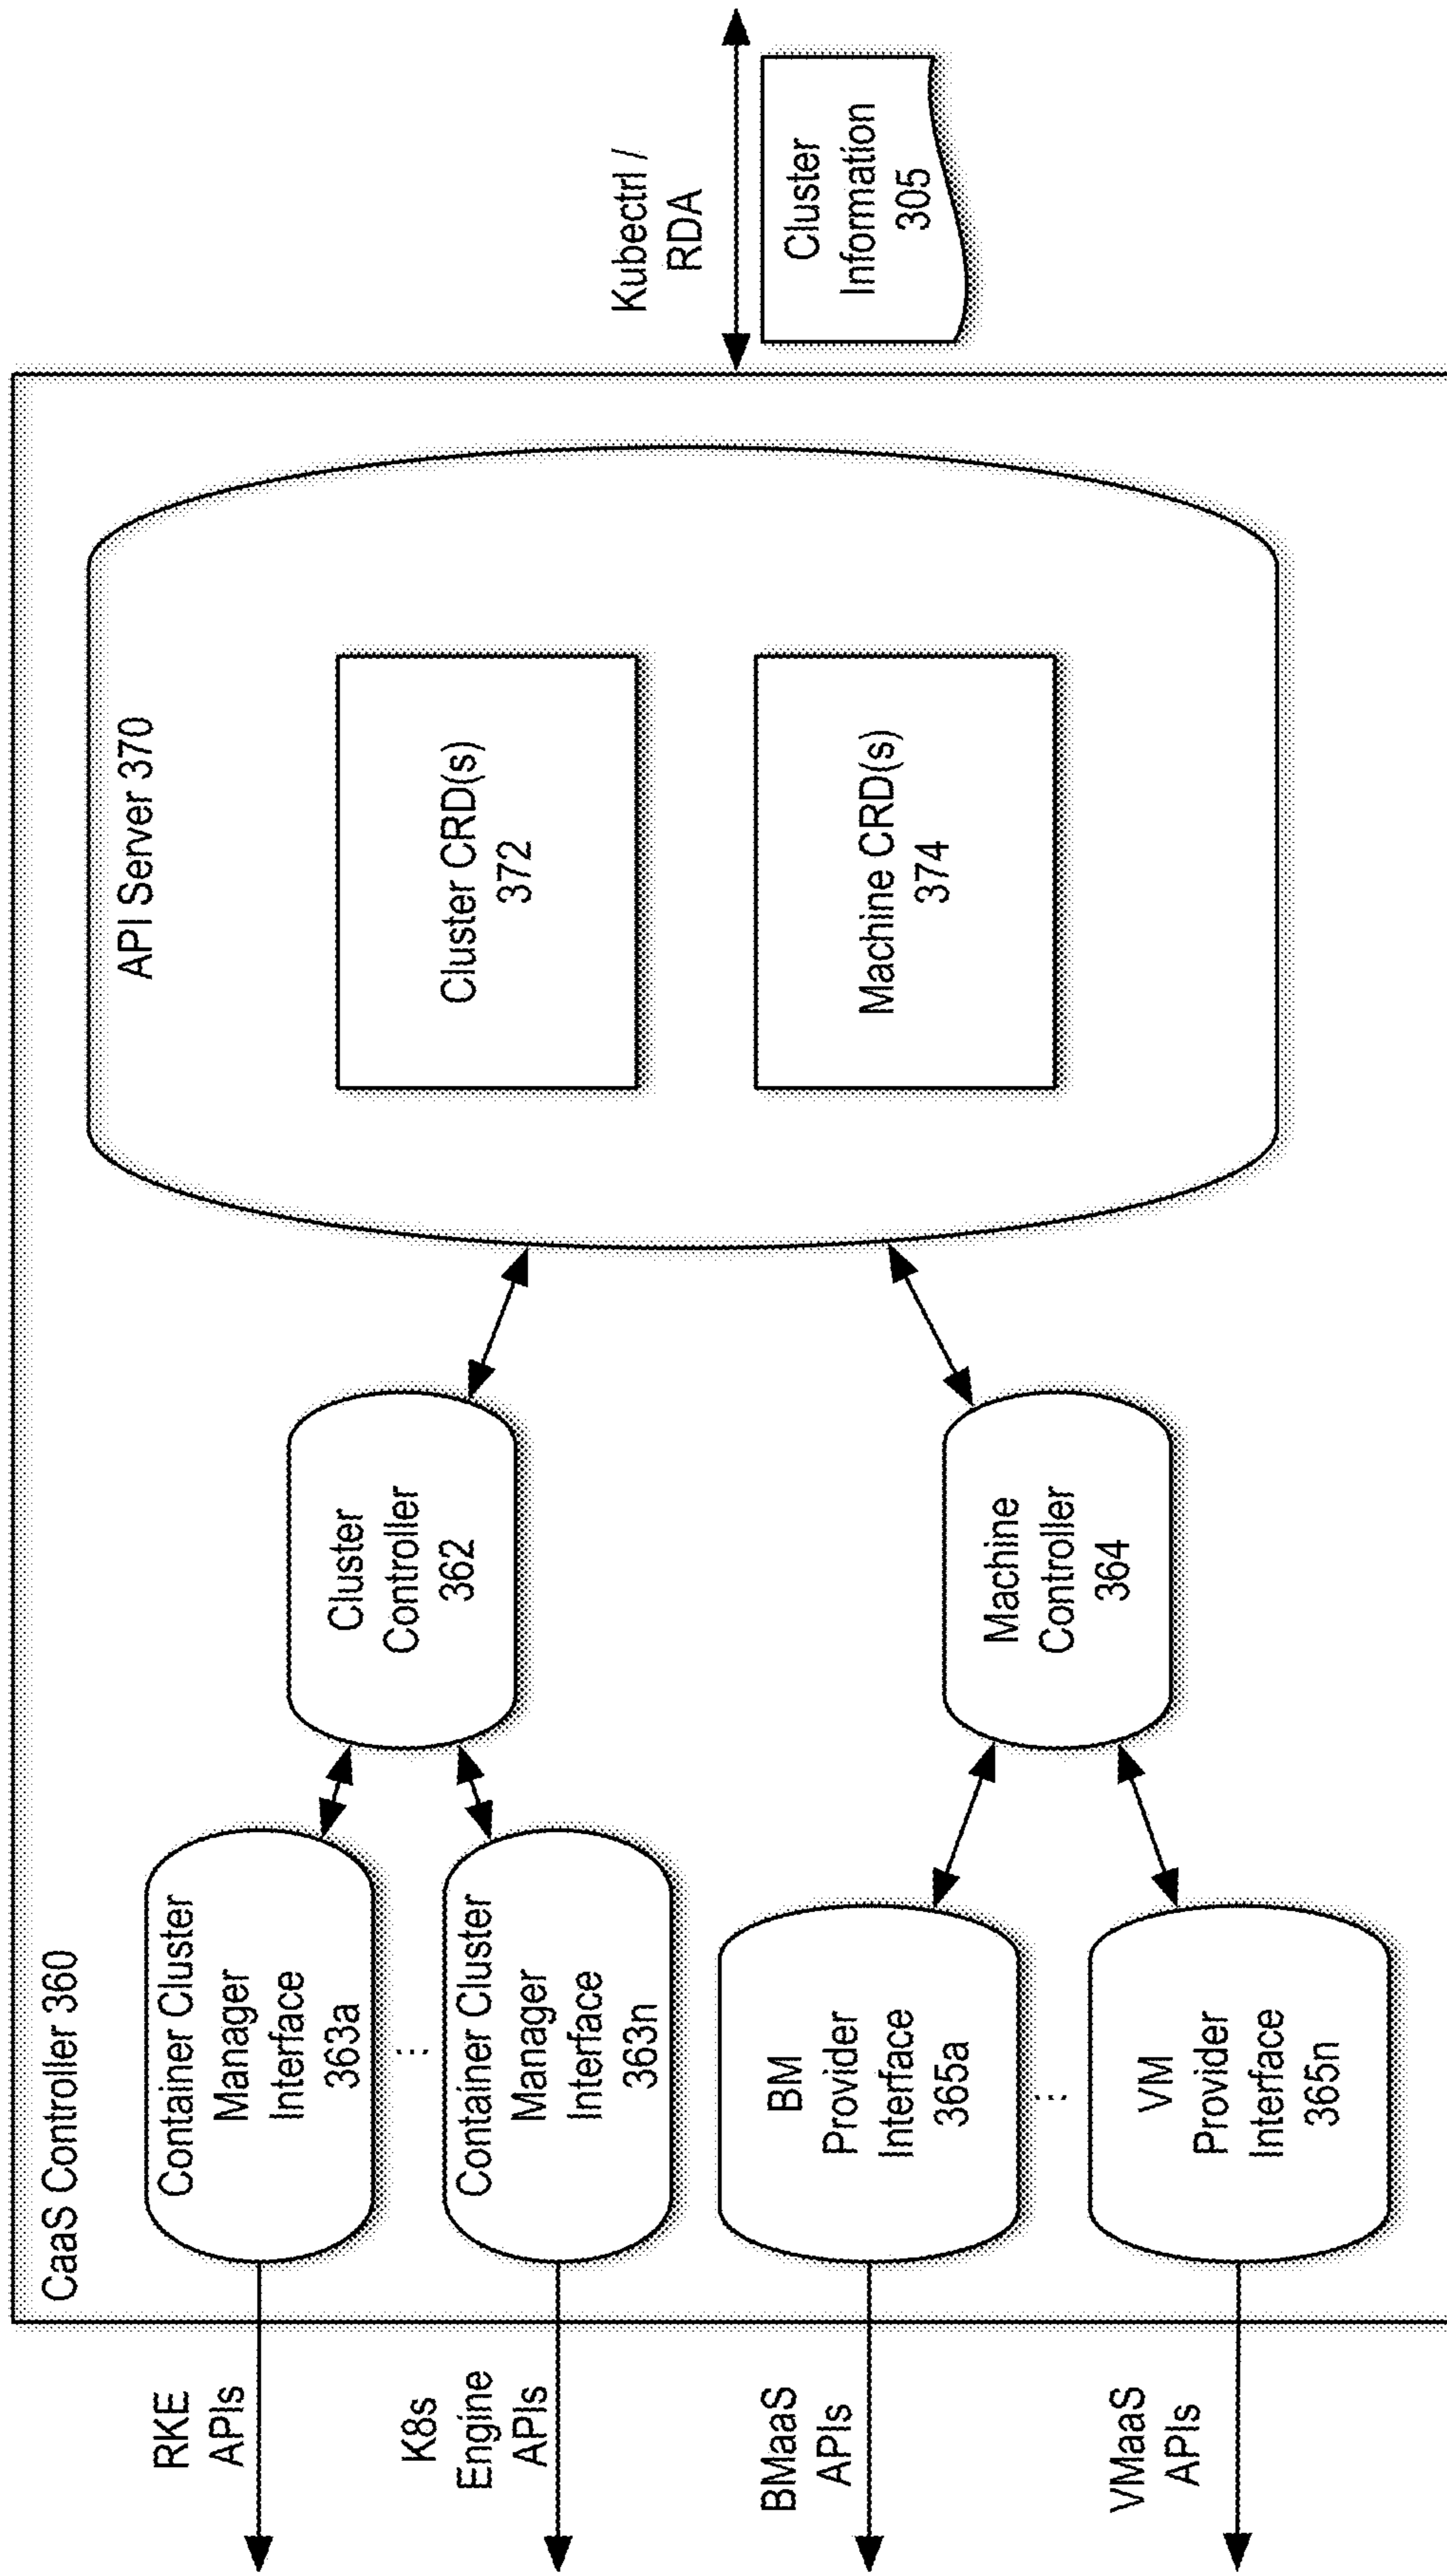 CaaS Controller 360
RKE
APIs
K8s
Engine
APIs
BMaaS
APIs
VMaaS
APIs
Container Cluster
Manager
Interface
363a
...
Container Cluster
Manager
Interface
363n
BM
Provider
Interface
365a
...
VM
Provider
Interface
365n
Cluster
Controller
362
Machine
Controller
364
API Server 370
Cluster CRD(s)
372
Machine CRD(s)
374
Kubectrl /
RDA
Cluster
Information
305